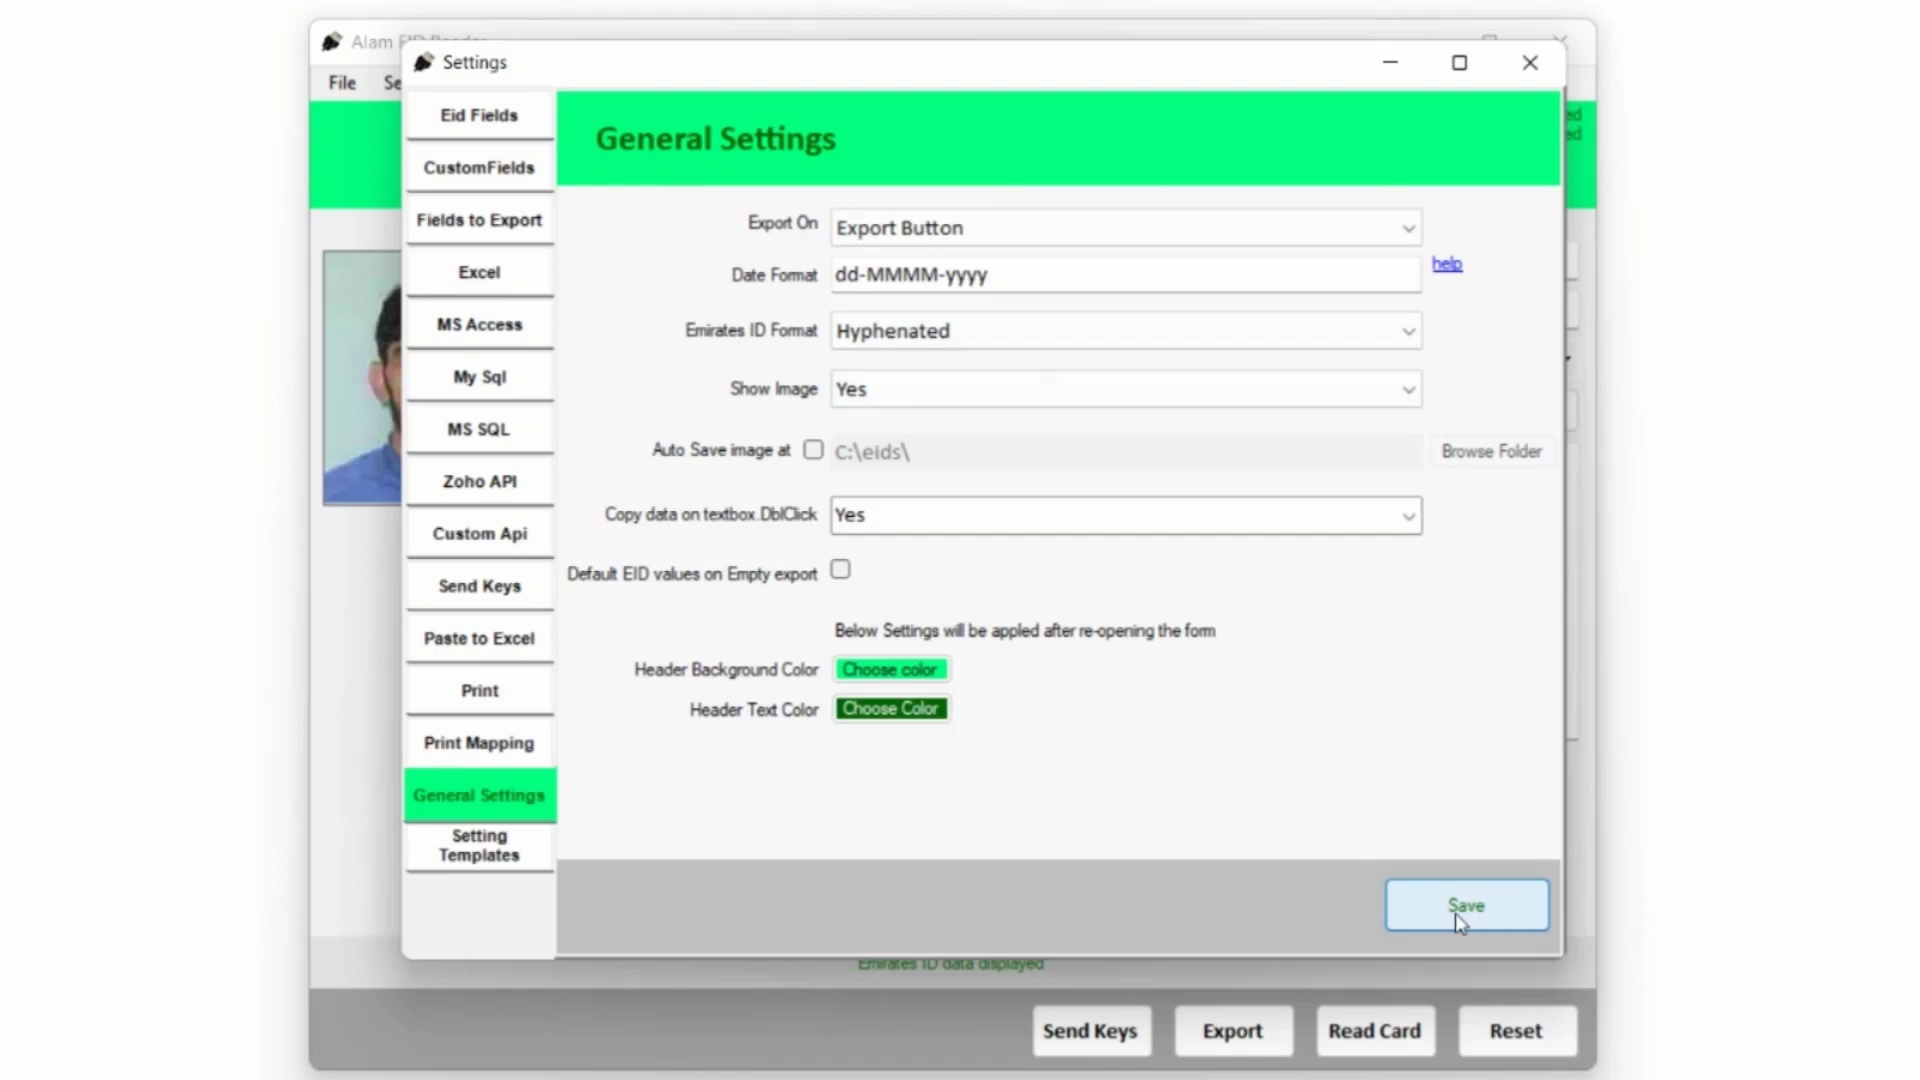 Alam EID Reader
Settings
File
Se
ed
ed
Eid Fields
CustomFields
Fields to Export
Excel
MS Access
My Sql
MS SQL
Zoho API
Custom Api
Send Keys
Paste to Excel
Print
Print Mapping
General Settings
Setting
Templates
General Settings
Export On Export Button
Date Format dd-MMMM-yyyy help
Emirates ID Format Hyphenated
Show Image Yes
Auto Save image at C:\eids\ Browse Folder
Copy data on textbox.DblClick Yes
Default EID values on Empty export
Below Settings will be appled after re-opening the form
Header Background Color Choose color
Header Text Color Choose Color
Save
Emirates ID data displayed
Send Keys Export Read Card Reset